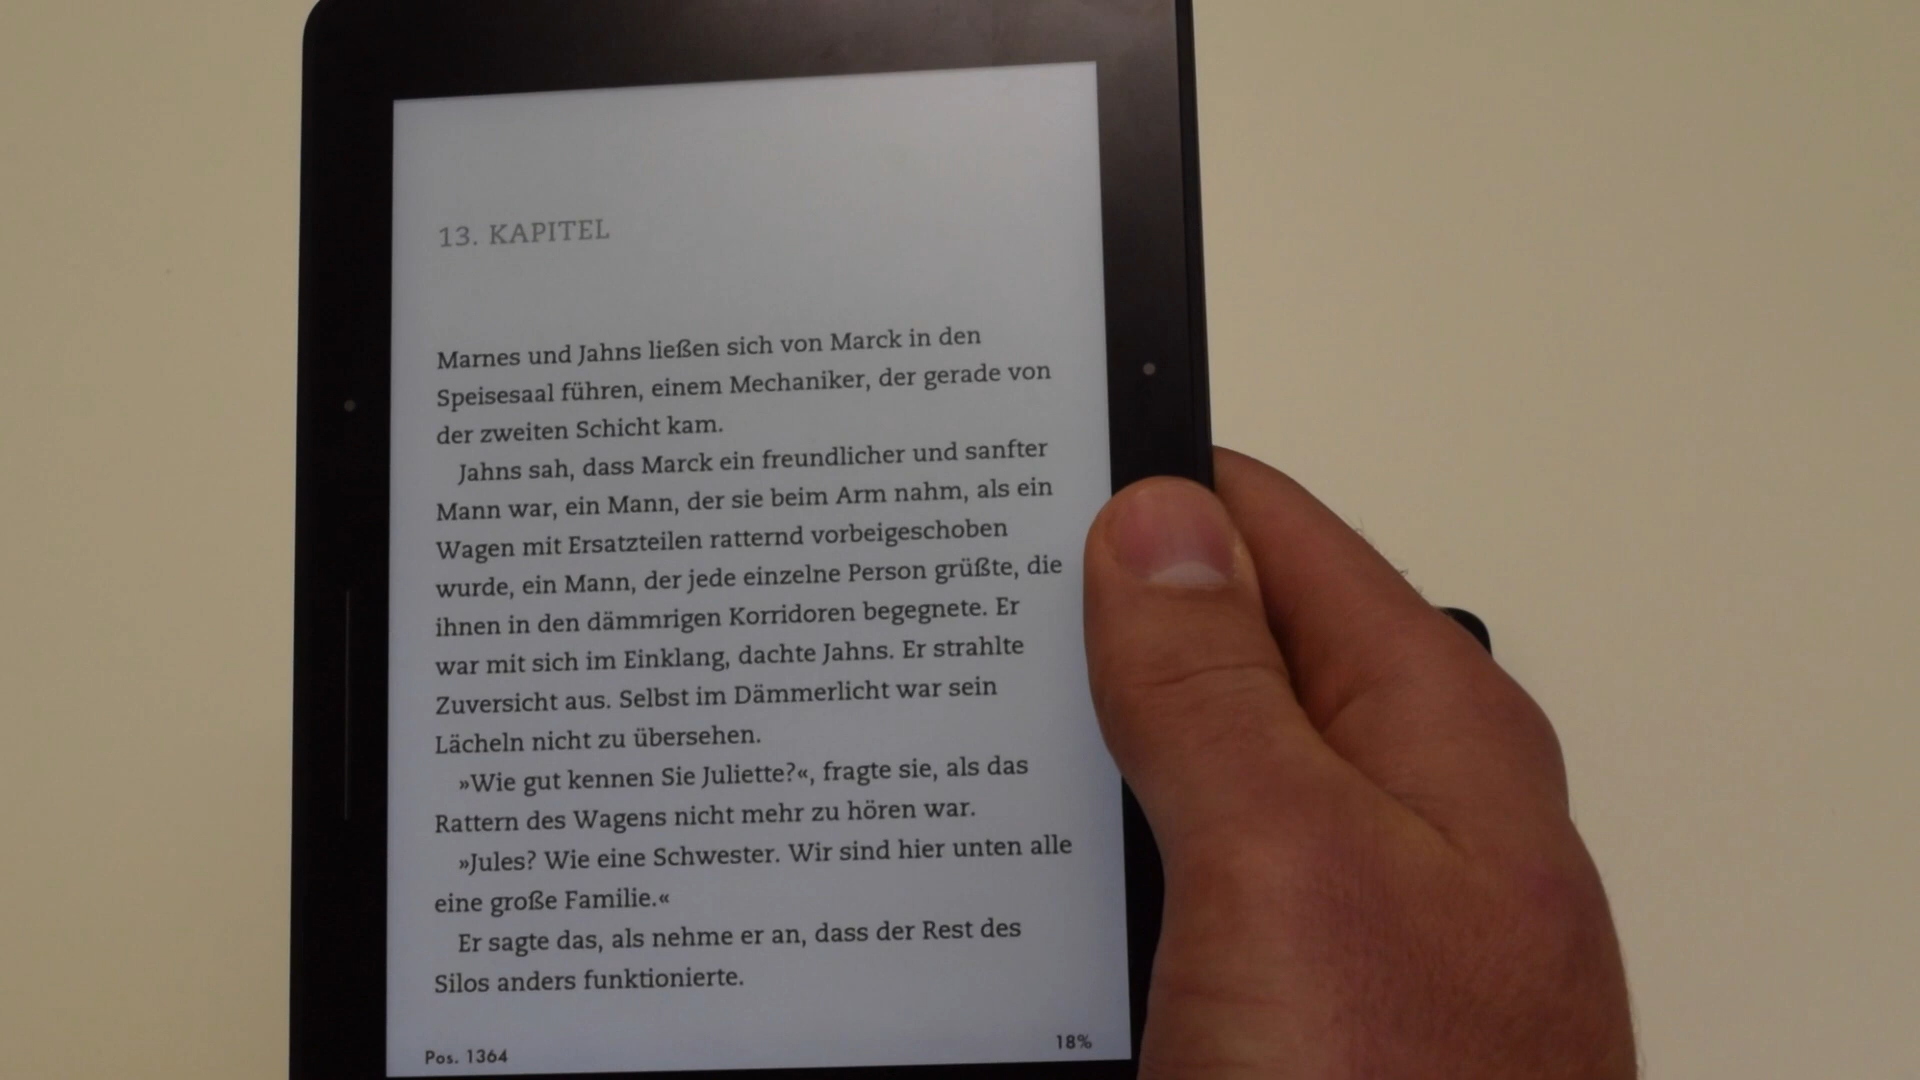 13. KAPITEL
Marnes und Jahns ließen sich von Marck in den
Speisesaal führen, einem Mechaniker, der gerade von
der zweiten Schicht kam.
Jahns sah, dass Marck ein freundlicher und sanfter
Mann war, ein Mann, der sie beim Arm nahm, als ein
Wagen mit Ersatzteilen ratternd vorbeigeschoben
wurde, ein Mann, der jede einzelne Person grüßte, die
ihnen in den dämmrigen Korridoren begegnete. Er
war mit sich im Einklang, dachte Jahns. Er strahlte
Zuversicht aus. Selbst im Dämmerlicht war sein
Lächeln nicht zu übersehen.
»Wie gut kennen Sie Juliette?«, fragte sie, als das
Rattern des Wagens nicht mehr zu hören war.
»Jules? Wie eine Schwester. Wir sind hier unten alle
eine große Familie.«
Er sagte das, als nehme er an, dass der Rest des
Silos anders funktionierte.
Pos. 1364 18%